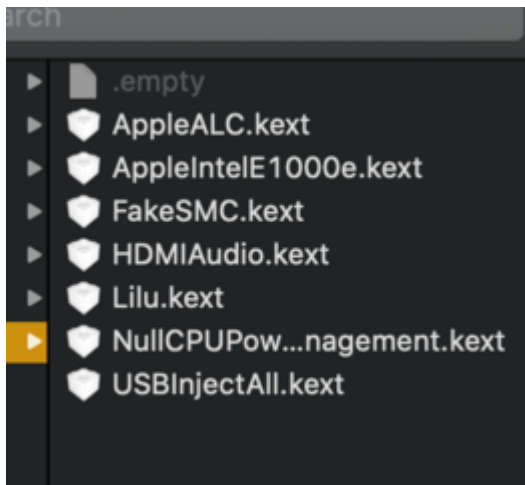 arch
.empty
AppleALC.kext
AppleIntelE1000e.kext
FakeSMC.kext
HDMIAudio.kext
Lilu.kext
NullCPUPow...nagement.kext
USBInjectAll.kext